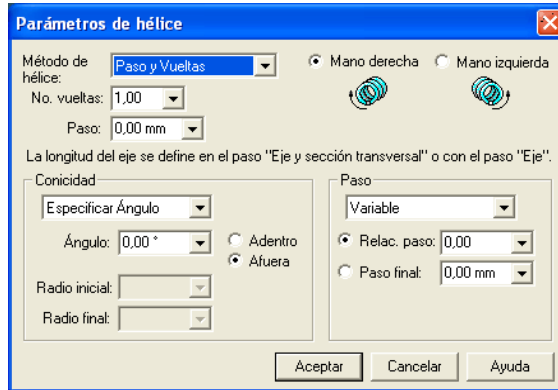 Parámetros de hélice
Método de hélice: Paso y Vueltas
Mano derecha Mano izquierda
No. vueltas: 1,00
Paso: 0,00 mm
La longitud del eje se define en el paso "Eje y sección transversal" o con el paso "Eje".
Conicidad
Especificar Ángulo
Ángulo: 0,00 °
Adentro
Afuera
Radio inicial:
Radio final:
Paso
Variable
Relac. paso: 0,00
Paso final: 0,00 mm
Aceptar Cancelar Ayuda